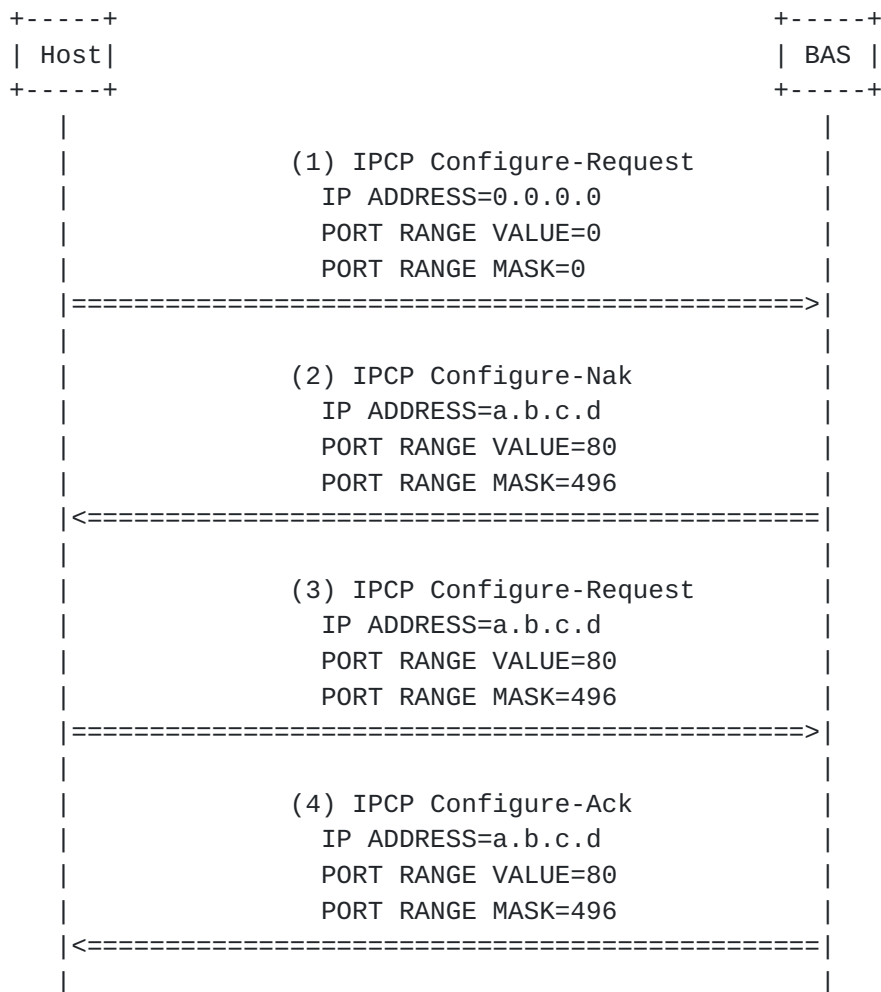 +-----+ +-----+
| Host| | BAS |
+-----+ +-----+
| |
| (1) IPCP Configure-Request |
| IP ADDRESS=0.0.0.0 |
| PORT RANGE VALUE=0 |
| PORT RANGE MASK=0 |
|===============================================>|
| |
| (2) IPCP Configure-Nak |
| IP ADDRESS=a.b.c.d |
| PORT RANGE VALUE=80 |
| PORT RANGE MASK=496 |
|<===============================================|
| |
| (3) IPCP Configure-Request |
| IP ADDRESS=a.b.c.d |
| PORT RANGE VALUE=80 |
| PORT RANGE MASK=496 |
|===============================================>|
| |
| (4) IPCP Configure-Ack |
| IP ADDRESS=a.b.c.d |
| PORT RANGE VALUE=80 |
| PORT RANGE MASK=496 |
|<===============================================|
| |